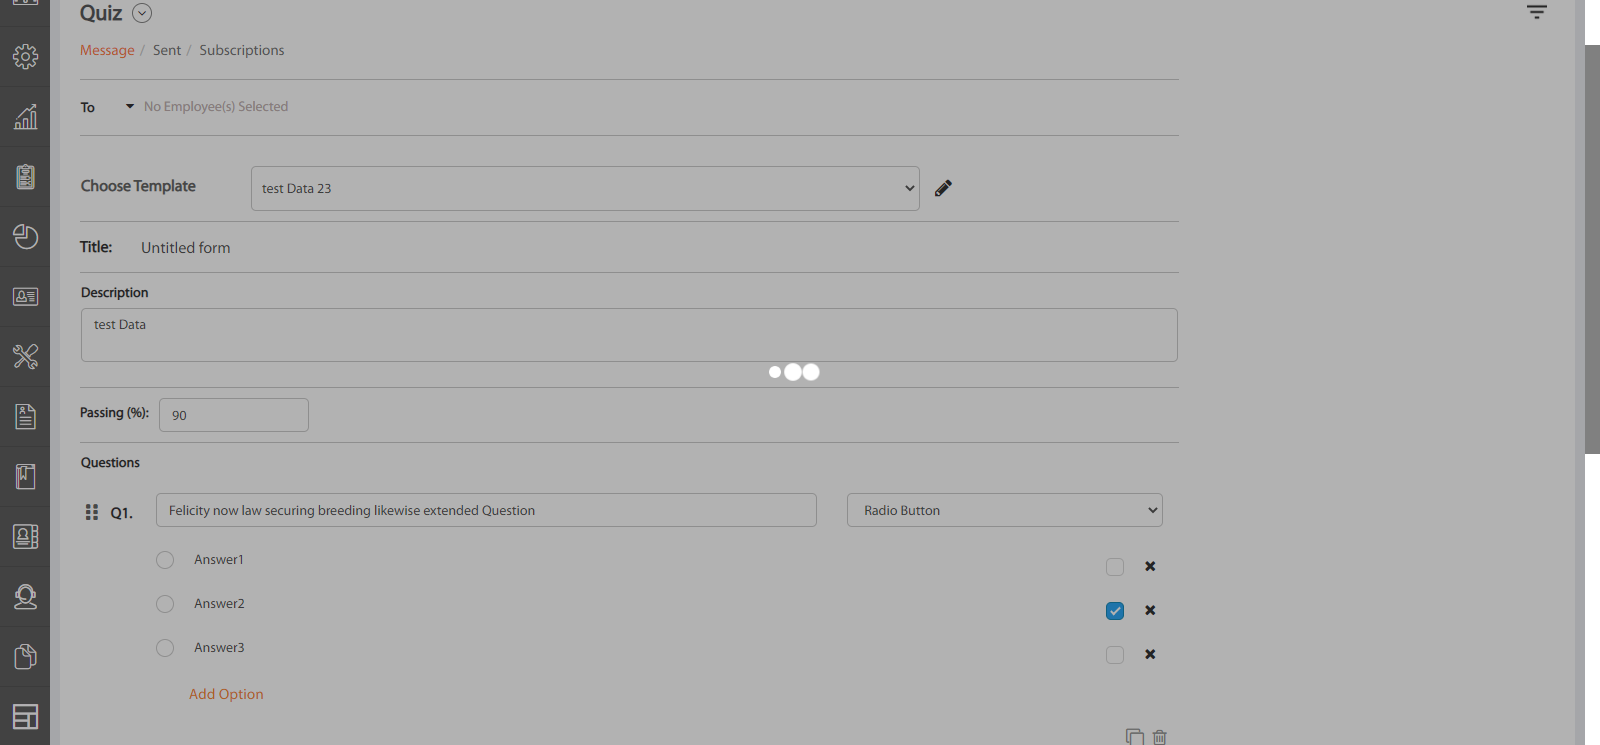 Quiz
Message / Sent / Subscriptions
To No Employee(s) Selected
Choose Template test Data 23
Title: Untitled form
Description
test Data
Passing (%): 90
Questions
Q1. Felicity now law securing breeding likewise extended Question Radio Button
Answer1
Answer2
Answer3
Add Option